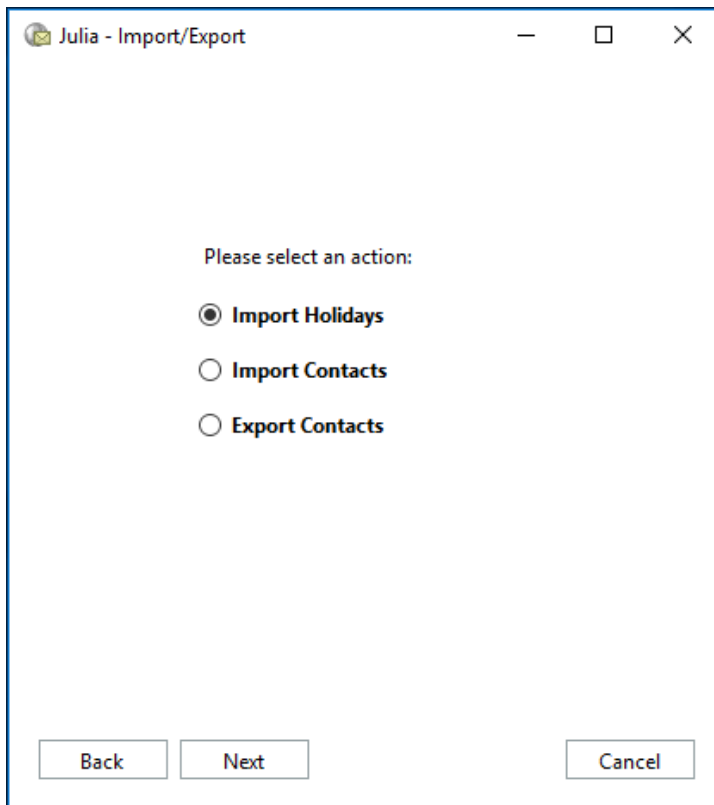 Julia - Import/Export
Please select an action:
Import Holidays
Import Contacts
Export Contacts
Back Next Cancel